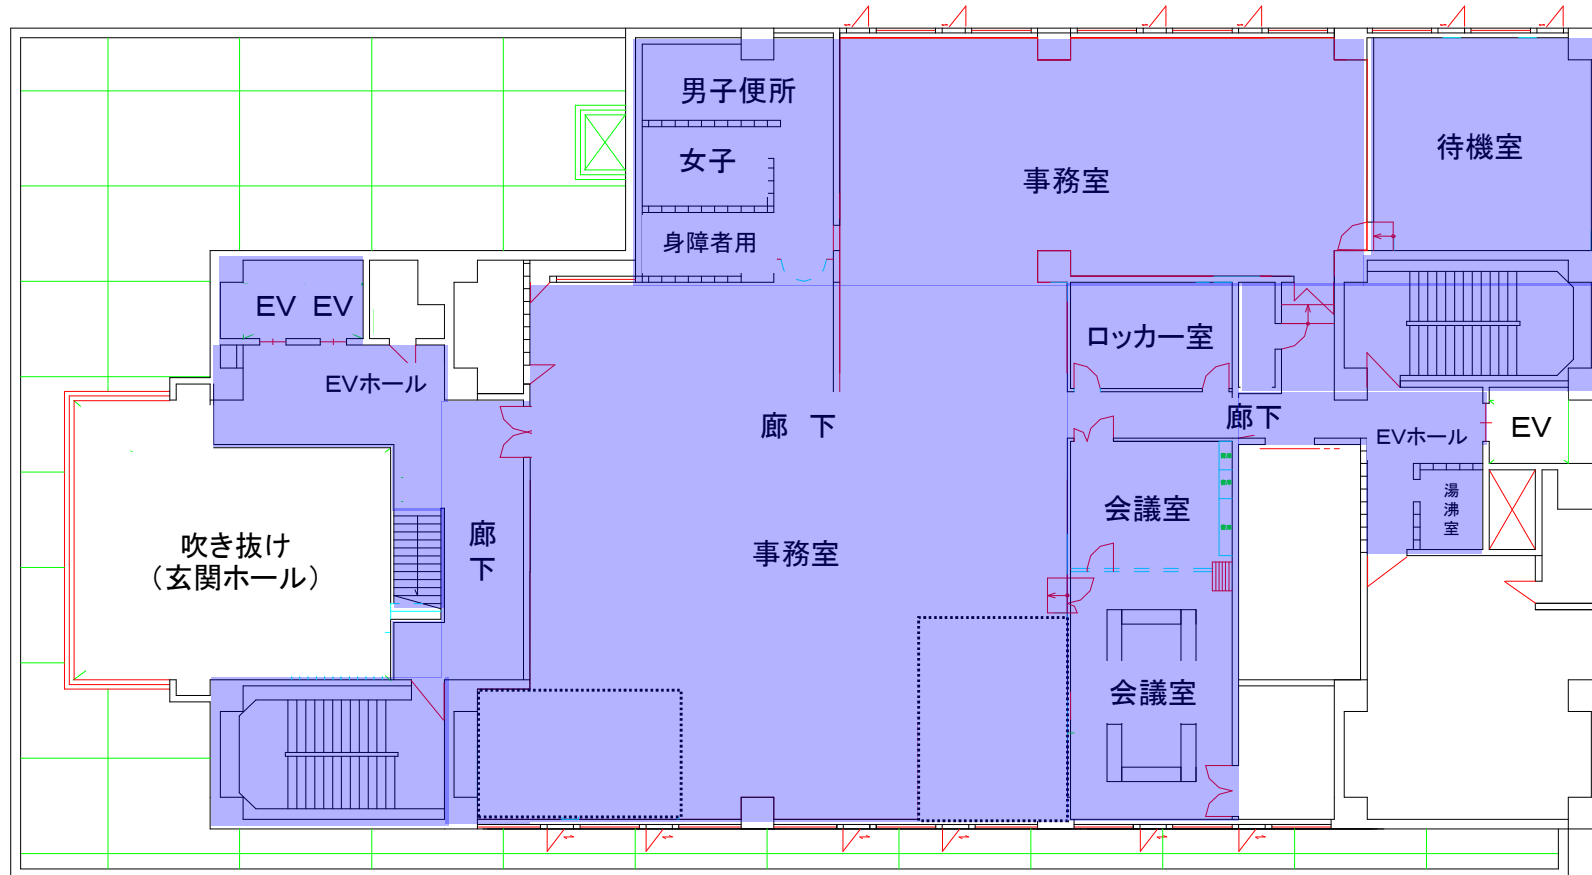 男子便所
女子
身障者用
事務室
待機室
ＥＶ ＥＶ
ＥＶホール
ロッカー室
廊 下
廊下
ＥＶホール
ＥＶ
吹き抜け
（玄関ホール）
廊
下
事務室
会議室
湯
沸
室
会議室